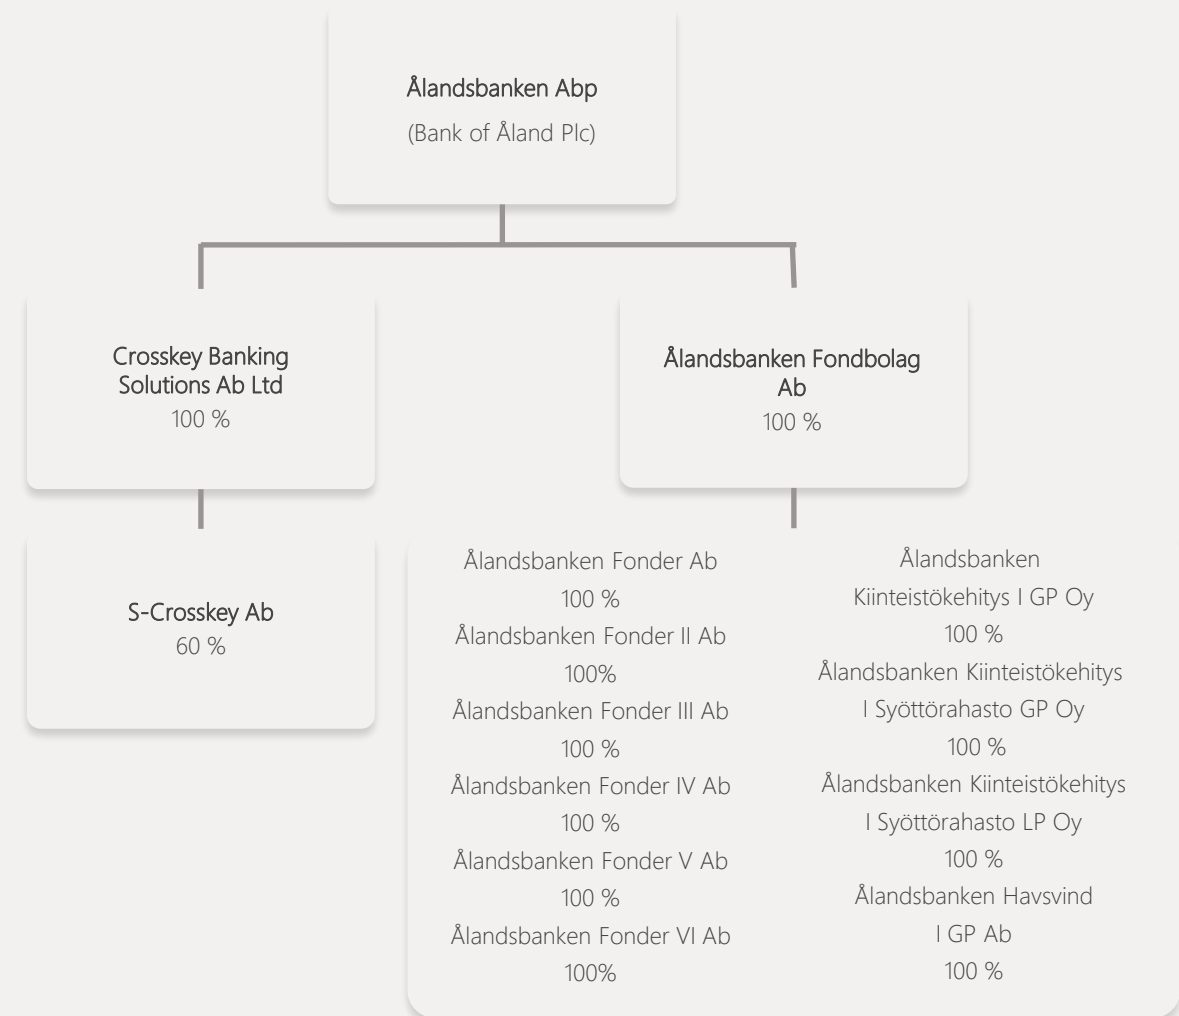 Ålandsbanken Abp
(Bank of Åland Plc)
Crosskey Banking
Solutions Ab Ltd
100 %
Ålandsbanken Fondbolag
Ab
100 %
S-Crosskey Ab
60 %
Ålandsbanken Fonder Ab
100 %
Ålandsbanken Fonder II Ab
100%
Ålandsbanken Fonder III Ab
100 %
Ålandsbanken Fonder IV Ab
100 %
Ålandsbanken Fonder V Ab
100 %
Ålandsbanken Fonder VI Ab
100%
Ålandsbanken
Kiinteistökehitys I GP Oy
100 %
Ålandsbanken Kiinteistökehitys
I Syöttörahasto GP Oy
100 %
Ålandsbanken Kiinteistökehitys
I Syöttörahasto LP Oy
100 %
Ålandsbanken Havsvind
I GP Ab
100 %